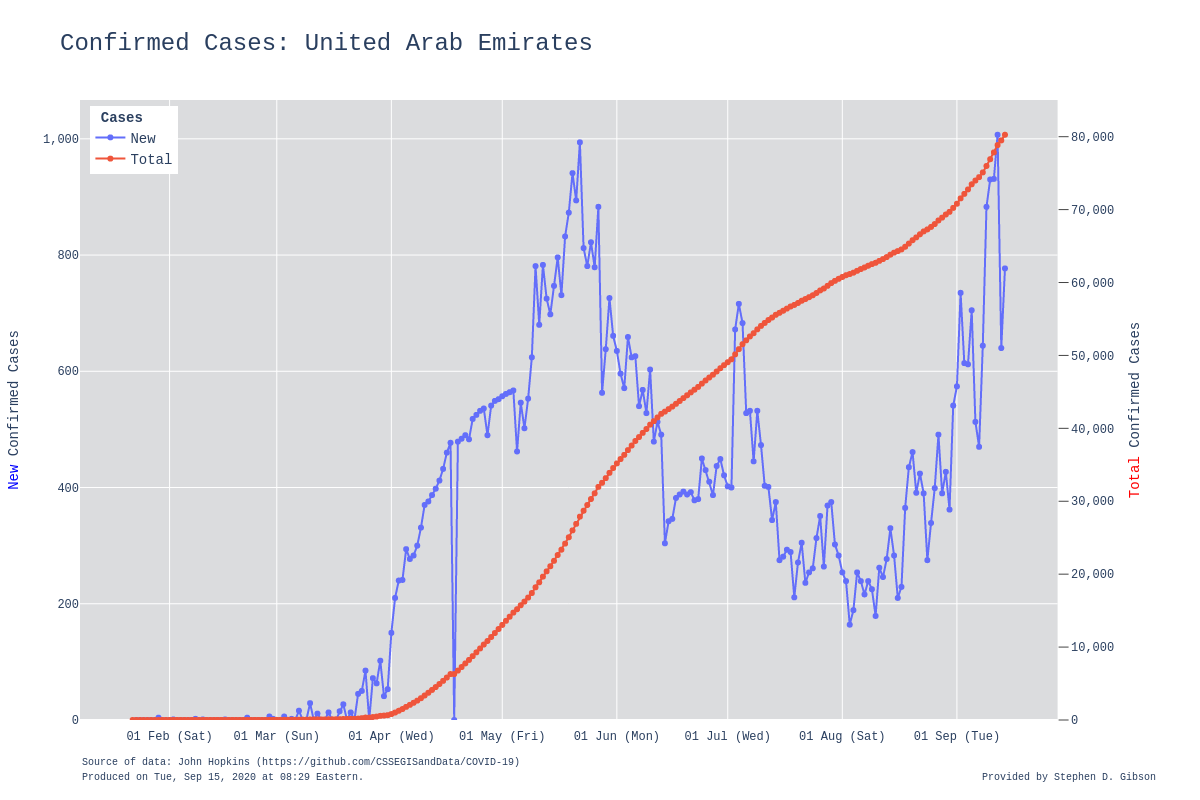 Confirmed Cases: United Arab Emirates
Cases
New
Total
1,000
800
600
400
200
0
80,000
70,000
60,000
50,000
40,000
30,000
20,000
10,000
0
New Confirmed Cases
Total Confirmed Cases
01 Feb (Sat) 01 Mar (Sun) 01 Apr (Wed) 01 May (Fri) 01 Jun (Mon) 01 Jul (Wed) 01 Aug (Sat) 01 Sep (Tue)
Source of data: John Hopkins (https://github.com/CSSEGISandData/COVID-19)
Produced on Tue, Sep 15, 2020 at 08:29 Eastern.
Provided by Stephen D. Gibson